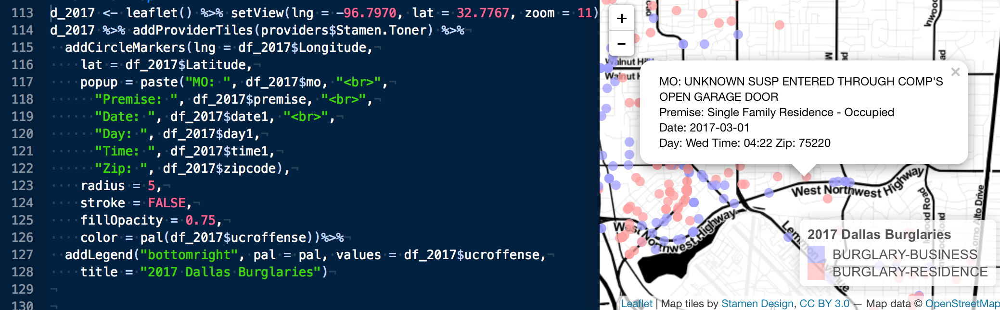 113 d_2017 <- leaflet() %>% setView(lng = -96.7970, lat = 32.7767, zoom = 11)
114 d_2017 %>% addProviderTiles(providers$Stamen.Toner) %>%
115   addCircleMarkers(lng = df_2017$Longitude,
116     lat = df_2017$Latitude,
117     popup = paste("MO: ", df_2017$mo, "<br>",
118       "Premise: ", df_2017$premise, "<br>",
119       "Date: ", df_2017$date1, "<br>",
120       "Day: ", df_2017$day1,
121       "Time: ", df_2017$time1,
122       "Zip: ", df_2017$zipcode),
123     radius = 5,
124     stroke = FALSE,
125     fillOpacity = 0.75,
126     color = pal(df_2017$ucroffense))%>%
127   addLegend("bottomright", pal = pal, values = df_2017$ucroffense,
128     title = "2017 Dallas Burglaries")
129
130
+
−
Inwood
Walnut Hill
Walnut H
MO: UNKNOWN SUSP ENTERED THROUGH COMP'S
OPEN GARAGE DOOR
Premise: Single Family Residence - Occupied
Date: 2017-03-01
Day: Wed Time: 04:22 Zip: 75220
×
West Northwest Highway
West Northwest Highway
Inwood Road
2017 Dallas Burglaries
BURGLARY-BUSINESS
BURGLARY-RESIDENCE
Leaflet | Map tiles by Stamen Design, CC BY 3.0 — Map data © OpenStreetMap